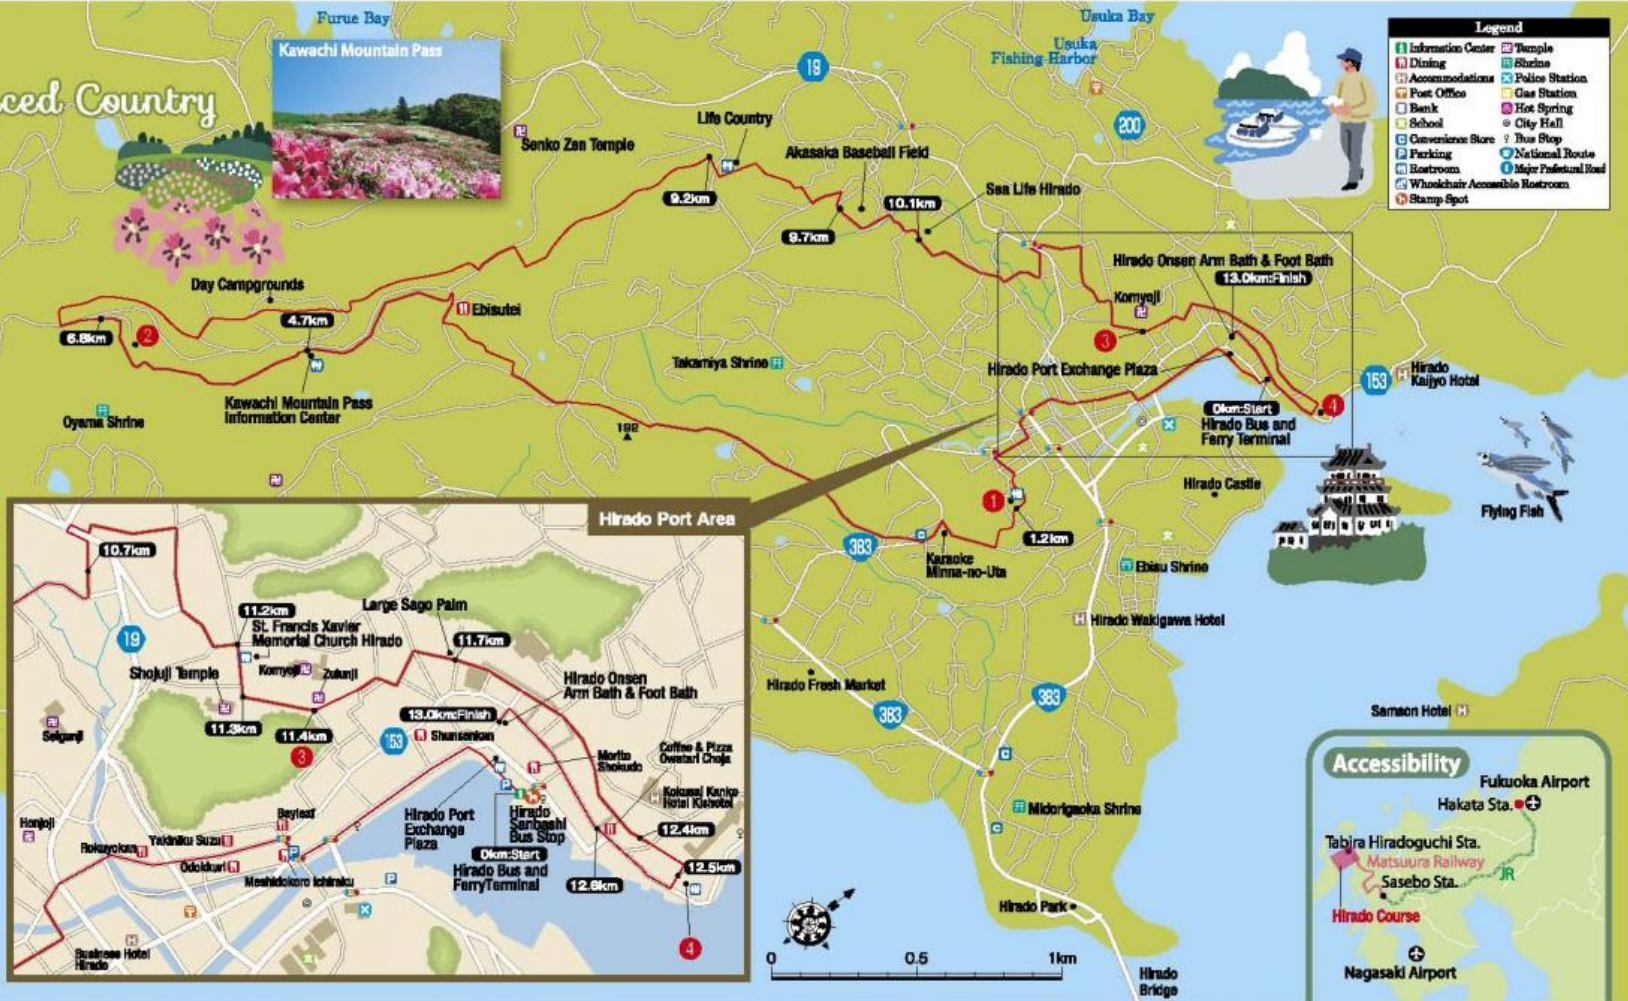 ced Country
Kawachi Mountain Pass
Furue Bay
Usuka Bay
Usuka
Fishing Harbor
19
200
Legend
Information Center
Temple
Dining
Shrine
Accommodations
Police Station
Post Office
Gas Station
Bank
Hot Spring
School
City Hall
Convenience Store
Bus Stop
Parking
National Route
Restroom
Major Prefectural Road
Wheelchair Accessible Restroom
Stamp Spot
Senko Zen Temple
Life Country
Akasaka Baseball Field
Sea Life Hirado
9.2km
9.7km
10.1km
Day Campgrounds
6.8km
2
4.7km
Ebisutei
Kawachi Mountain Pass
Information Center
Oyama Shrine
Takamiya Shrine
192
Hirado Onsen Arm Bath & Foot Bath
13.0km:Finish
Komyoji
3
Hirado Port Exchange Plaza
0km:Start
Hirado Bus and
Ferry Terminal
4
153
Hirado
Kaijyo Hotel
Hirado Castle
Flying Fish
1
1.2km
383
Karaoke
Minna-no-Uta
Ebisu Shrine
Hirado Wakigawa Hotel
Hirado Fresh Market
383
383
Samson Hotel
Midorigaoka Shrine
Hirado Park
Hirado
Bridge
0
0.5
1km
Hirado Port Area
10.7km
19
11.2km
St. Francis Xavier
Memorial Church Hirado
Large Sago Palm
11.7km
Shojuji Temple
Komyoji
Zuiunji
11.3km
11.4km
3
Seiganji
Hirado Onsen
Arm Bath & Foot Bath
13.0km:Finish
153
Shunsenkan
Morito
Shokudo
Coffee & Pizza
Owatari Choja
Kokusai Kanko
Hotel Kishotei
Hirado Port
Exchange
Plaza
Hirado
Sanbashi
Bus Stop
0km:Start
Hirado Bus and
FerryTerminal
12.4km
12.5km
12.6km
4
Honjoji
Rokuyokan
Yakiniku Suzu
Bayleaf
Odokkuri
Meshidokoro Ichiraku
Business Hotel
Hirado
Accessibility
Fukuoka Airport
Hakata Sta.
Tabira Hiradoguchi Sta.
Matsuura Railway
Sasebo Sta.
JR
Hirado Course
Nagasaki Airport